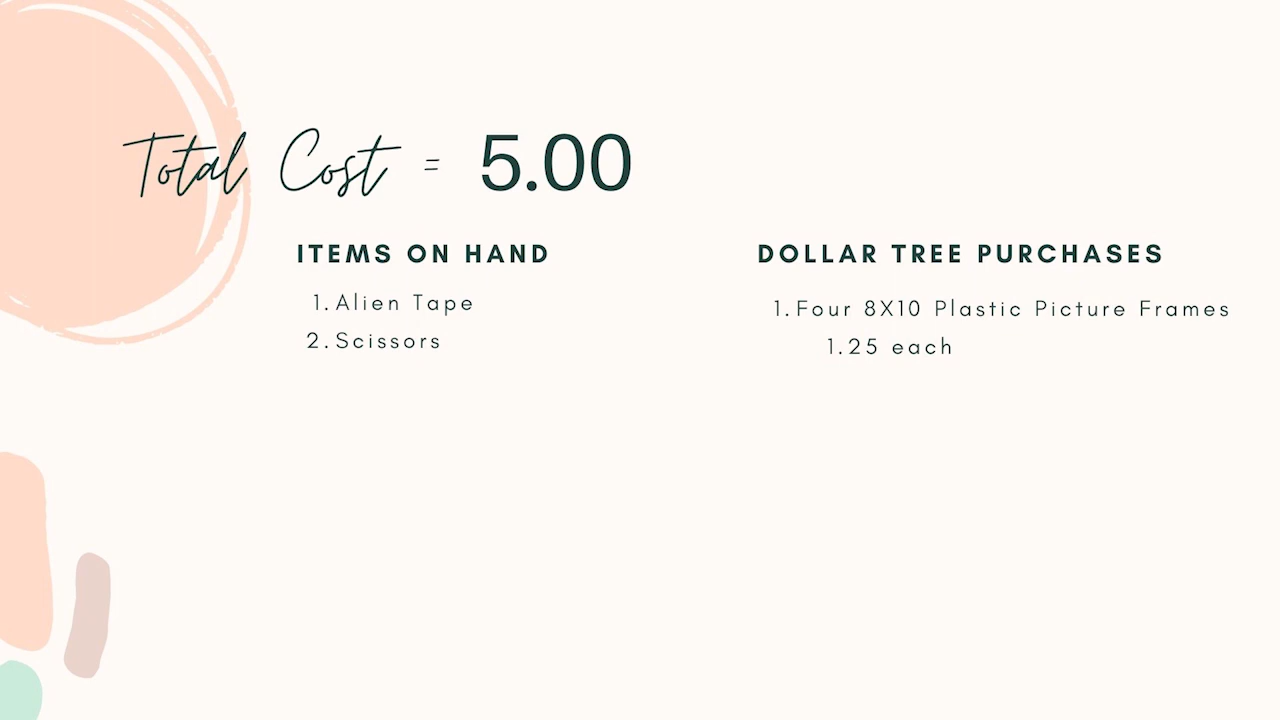 Total Cost = 5.00
ITEMS ON HAND
1. Alien Tape
2. Scissors
DOLLAR TREE PURCHASES
1. Four 8X10 Plastic Picture Frames
1.25 each